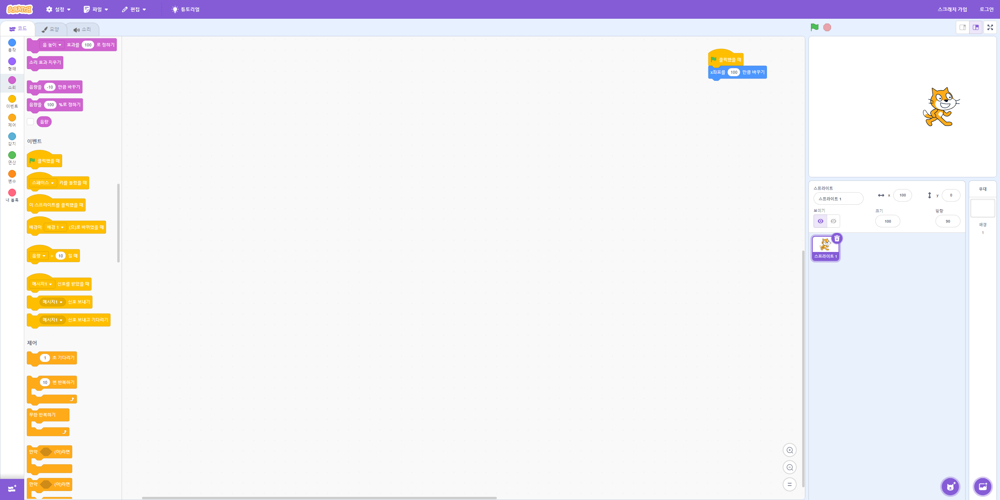 SCRATCH 설정 파일 편집 튜토리얼 스크래치 가입 로그인
코드 모양 소리
동작
형태
소리
이벤트
제어
감지
연산
변수
내 블록
음 높이 효과를 100 로 정하기
소리 효과 지우기
음량을 -10 만큼 바꾸기
음량을 100 %로 정하기
음량
이벤트
클릭했을 때
스페이스 키를 눌렀을 때
이 스프라이트를 클릭했을 때
배경이 배경 1 (으)로 바뀌었을 때
음량 > 10 일 때
메시지1 신호를 받았을 때
메시지1 신호 보내기
메시지1 신호 보내고 기다리기
제어
1 초 기다리기
10 번 반복하기
무한 반복하기
만약 (이)라면
만약 (이)라면
클릭했을 때
x좌표를 100 만큼 바꾸기
스프라이트
스프라이트 1
x 100
y 0
보이기
크기
100
방향
90
스프라이트 1
무대
배경
1